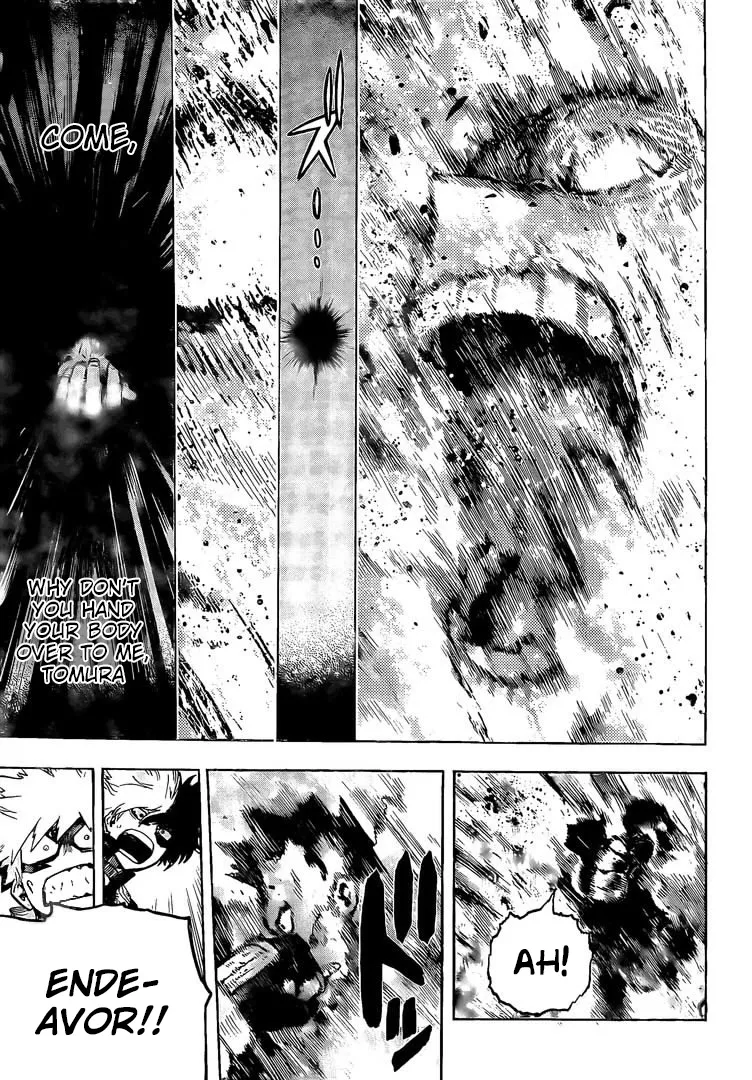 COME,
WHY DON'T
YOU HAND
YOUR BODY
OVER TO ME,
TOMURA
AH!
ENDE-
AVOR!!